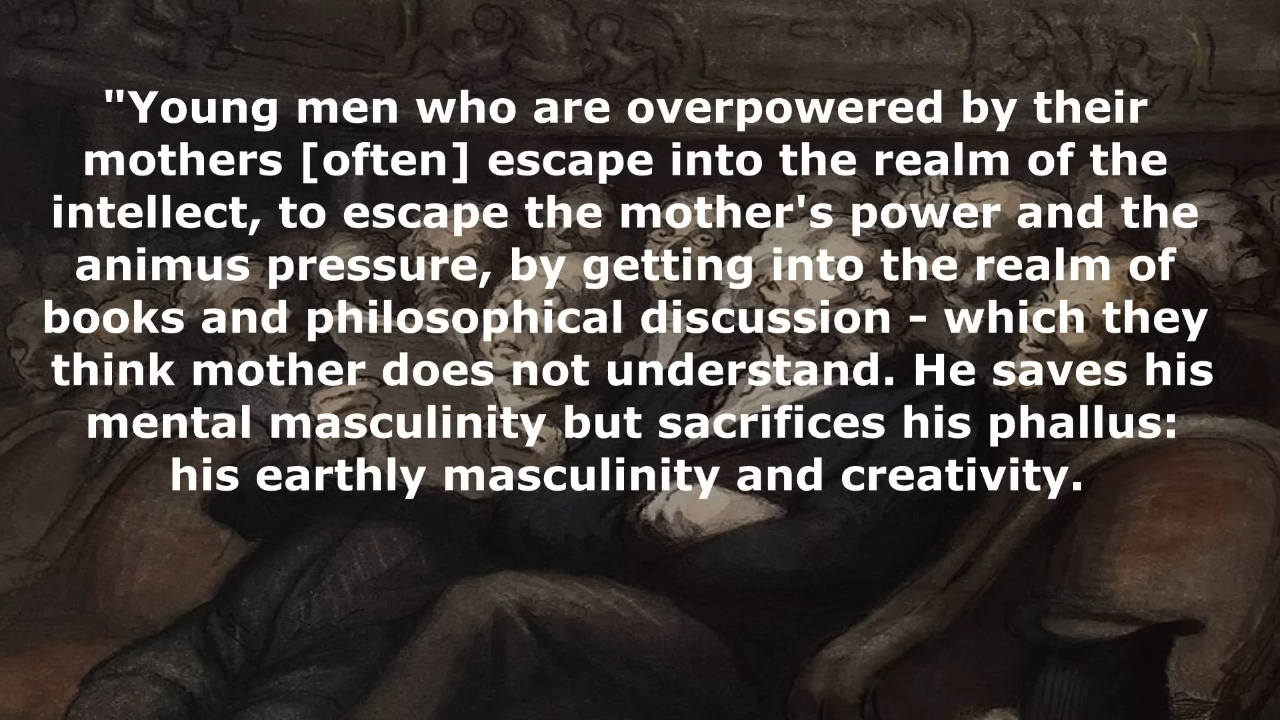 "Young men who are overpowered by their
mothers [often] escape into the realm of the
intellect, to escape the mother's power and the
animus pressure, by getting into the realm of
books and philosophical discussion - which they
think mother does not understand. He saves his
mental masculinity but sacrifices his phallus:
his earthly masculinity and creativity.